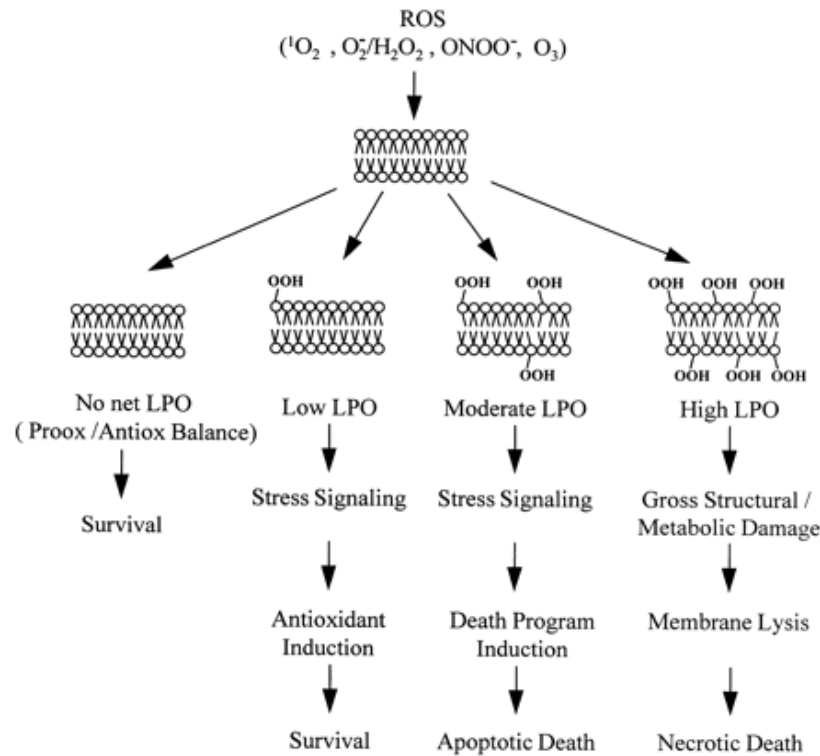 ROS
(¹O₂ , O₂⁻/H₂O₂ , ONOO⁻, O₃)
OOH
OOH
OOH
OOH
OOH
OOH
OOH
OOH
OOH
OOH
No net LPO
( Proox /Antiox Balance)
Survival
Low LPO
Stress Signaling
Antioxidant
Induction
Survival
Moderate LPO
Stress Signaling
Death Program
Induction
Apoptotic Death
High LPO
Gross Structural /
Metabolic Damage
Membrane Lysis
Necrotic Death